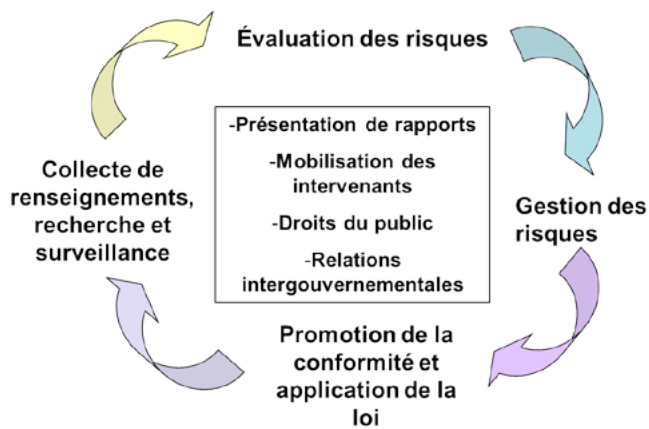 Évaluation des risques
-Présentation de rapports
-Mobilisation des
intervenants
-Droits du public
-Relations
intergouvernementales
Collecte de
renseignements,
recherche et
surveillance
Gestion des
risques
Promotion de la
conformité et
application de la
loi